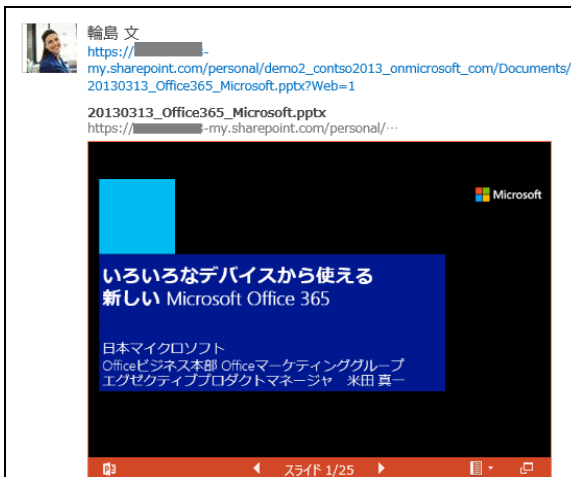 輪島 文
https://
my.sharepoint.com/personal/demo2_contso2013_onmicrosoft_com/Documents/
20130313_Office365_Microsoft.pptx?Web=1
20130313_Office365_Microsoft.pptx
https:// -my.sharepoint.com/personal/…
Microsoft
いろいろなデバイスから使える
新しい Microsoft Office 365
日本マイクロソフト
Officeビジネス本部 Officeマーケティンググループ
エグゼクティブプロダクトマネージャ 米田 真一
スライド 1/25